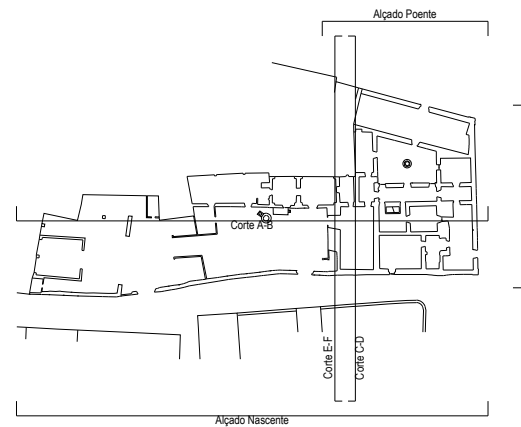 Alçado Poente
Corte A-B
Corte E-F
Corte C-D
Alçado Nascente